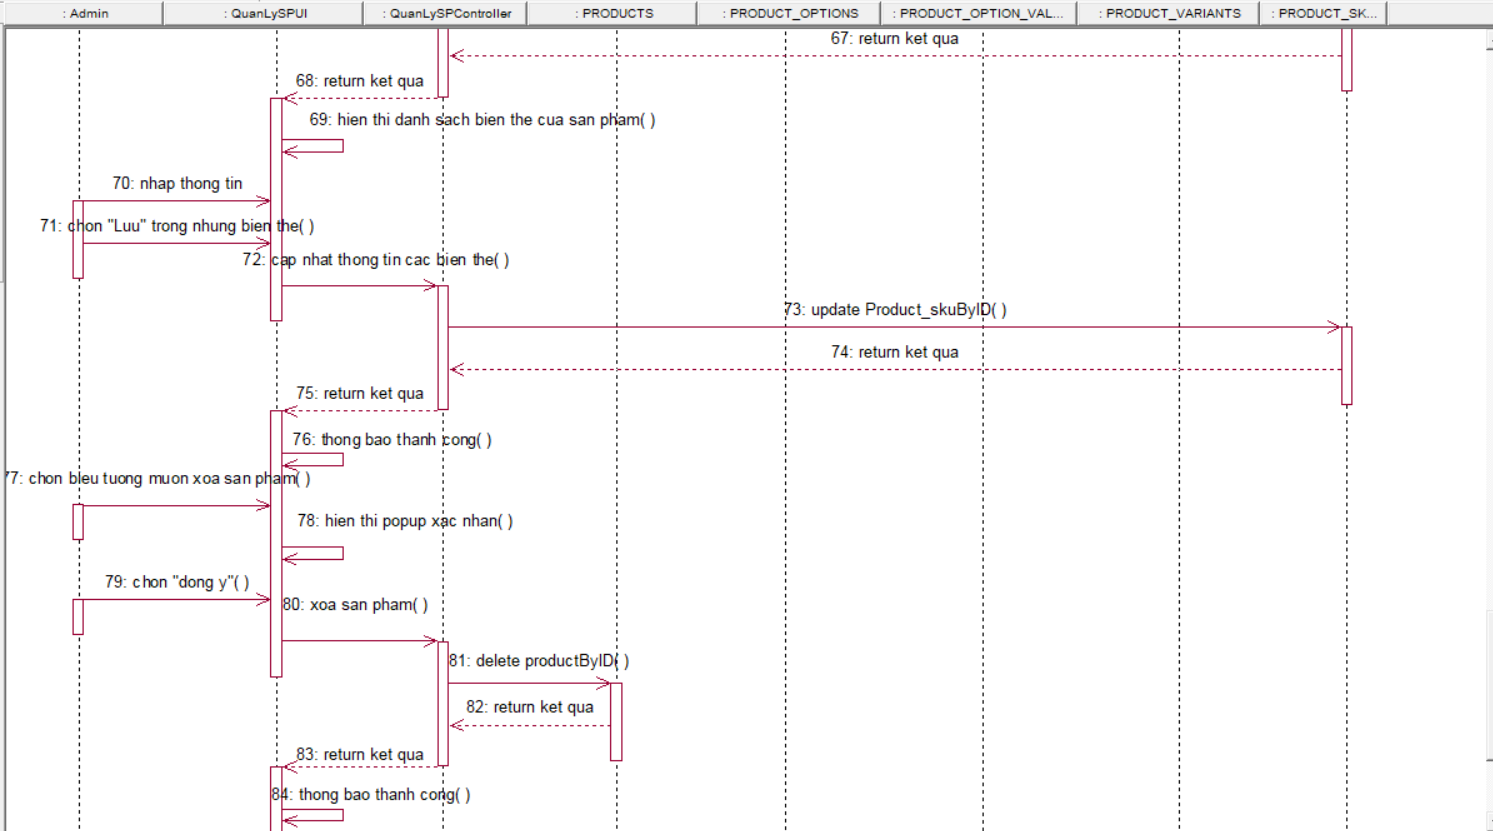 : Admin
: QuanLySPUI
: QuanLySPController
: PRODUCTS
: PRODUCT_OPTIONS
: PRODUCT_OPTION_VAL...
: PRODUCT_VARIANTS
: PRODUCT_SK...
67: return ket qua
68: return ket qua
69: hien thi danh sach bien the cua san pham( )
70: nhap thong tin
71: chon "Luu" trong nhung bien the( )
72: cap nhat thong tin cac bien the( )
73: update Product_skuByID( )
74: return ket qua
75: return ket qua
76: thong bao thanh cong( )
77: chon bieu tuong muon xoa san pham( )
78: hien thi popup xac nhan( )
79: chon "dong y"( )
80: xoa san pham( )
81: delete productByID( )
82: return ket qua
83: return ket qua
84: thong bao thanh cong( )